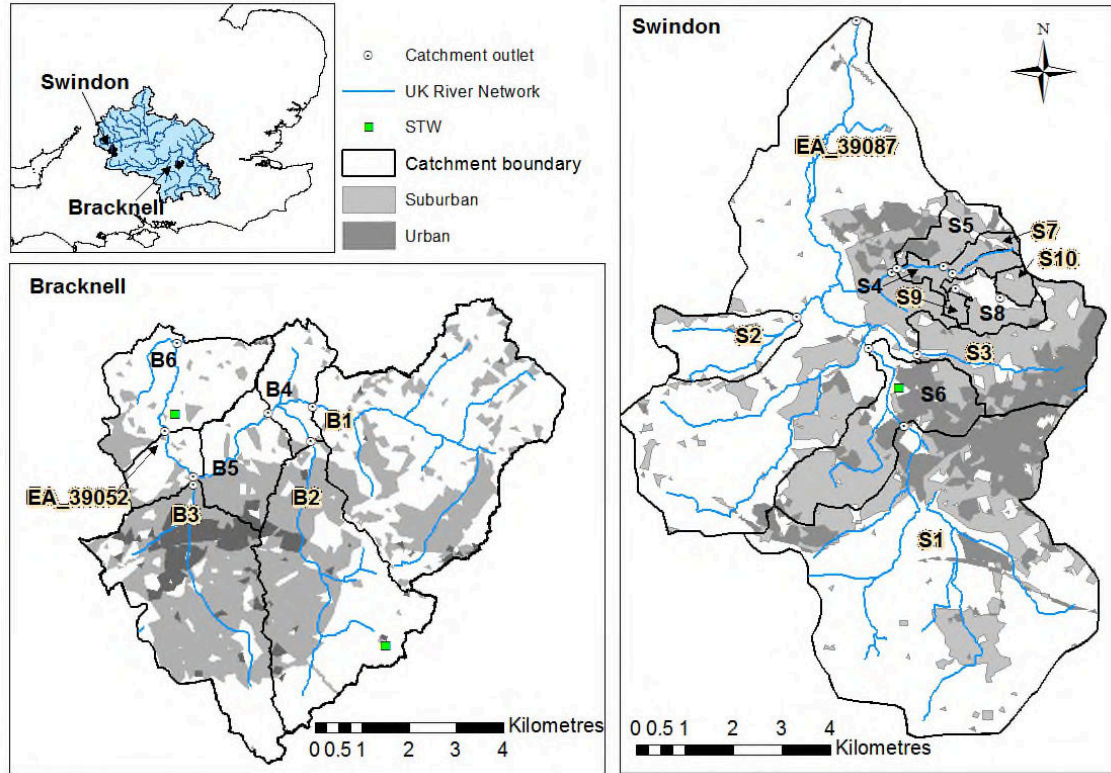 Swindon
Bracknell
Catchment outlet
UK River Network
STW
Catchment boundary
Suburban
Urban
Bracknell
B6
B4
B1
B5
EA_39052
B3
B2
Kilometres
0 0.5 1 2 3 4
Swindon
N
EA_39087
S5
S7
S10
S4
S9
S8
S2
S3
S6
S1
0 0.5 1 2 3 4
Kilometres